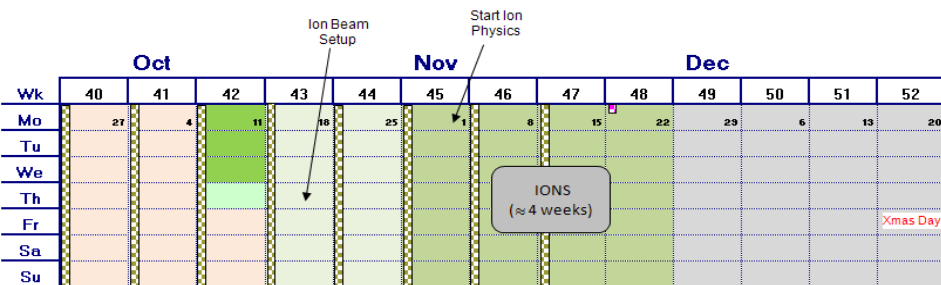 Ion Beam
Setup
Start Ion
Physics
Oct Nov Dec
Wk 40 41 42 43 44 45 46 47 48 49 50 51 52
Mo 27 4 11 18 25 1 8 15 22 29 6 13 20
Tu
We
Th
IONS
(≈4 weeks)
Fr
Xmas Day
Sa
Su